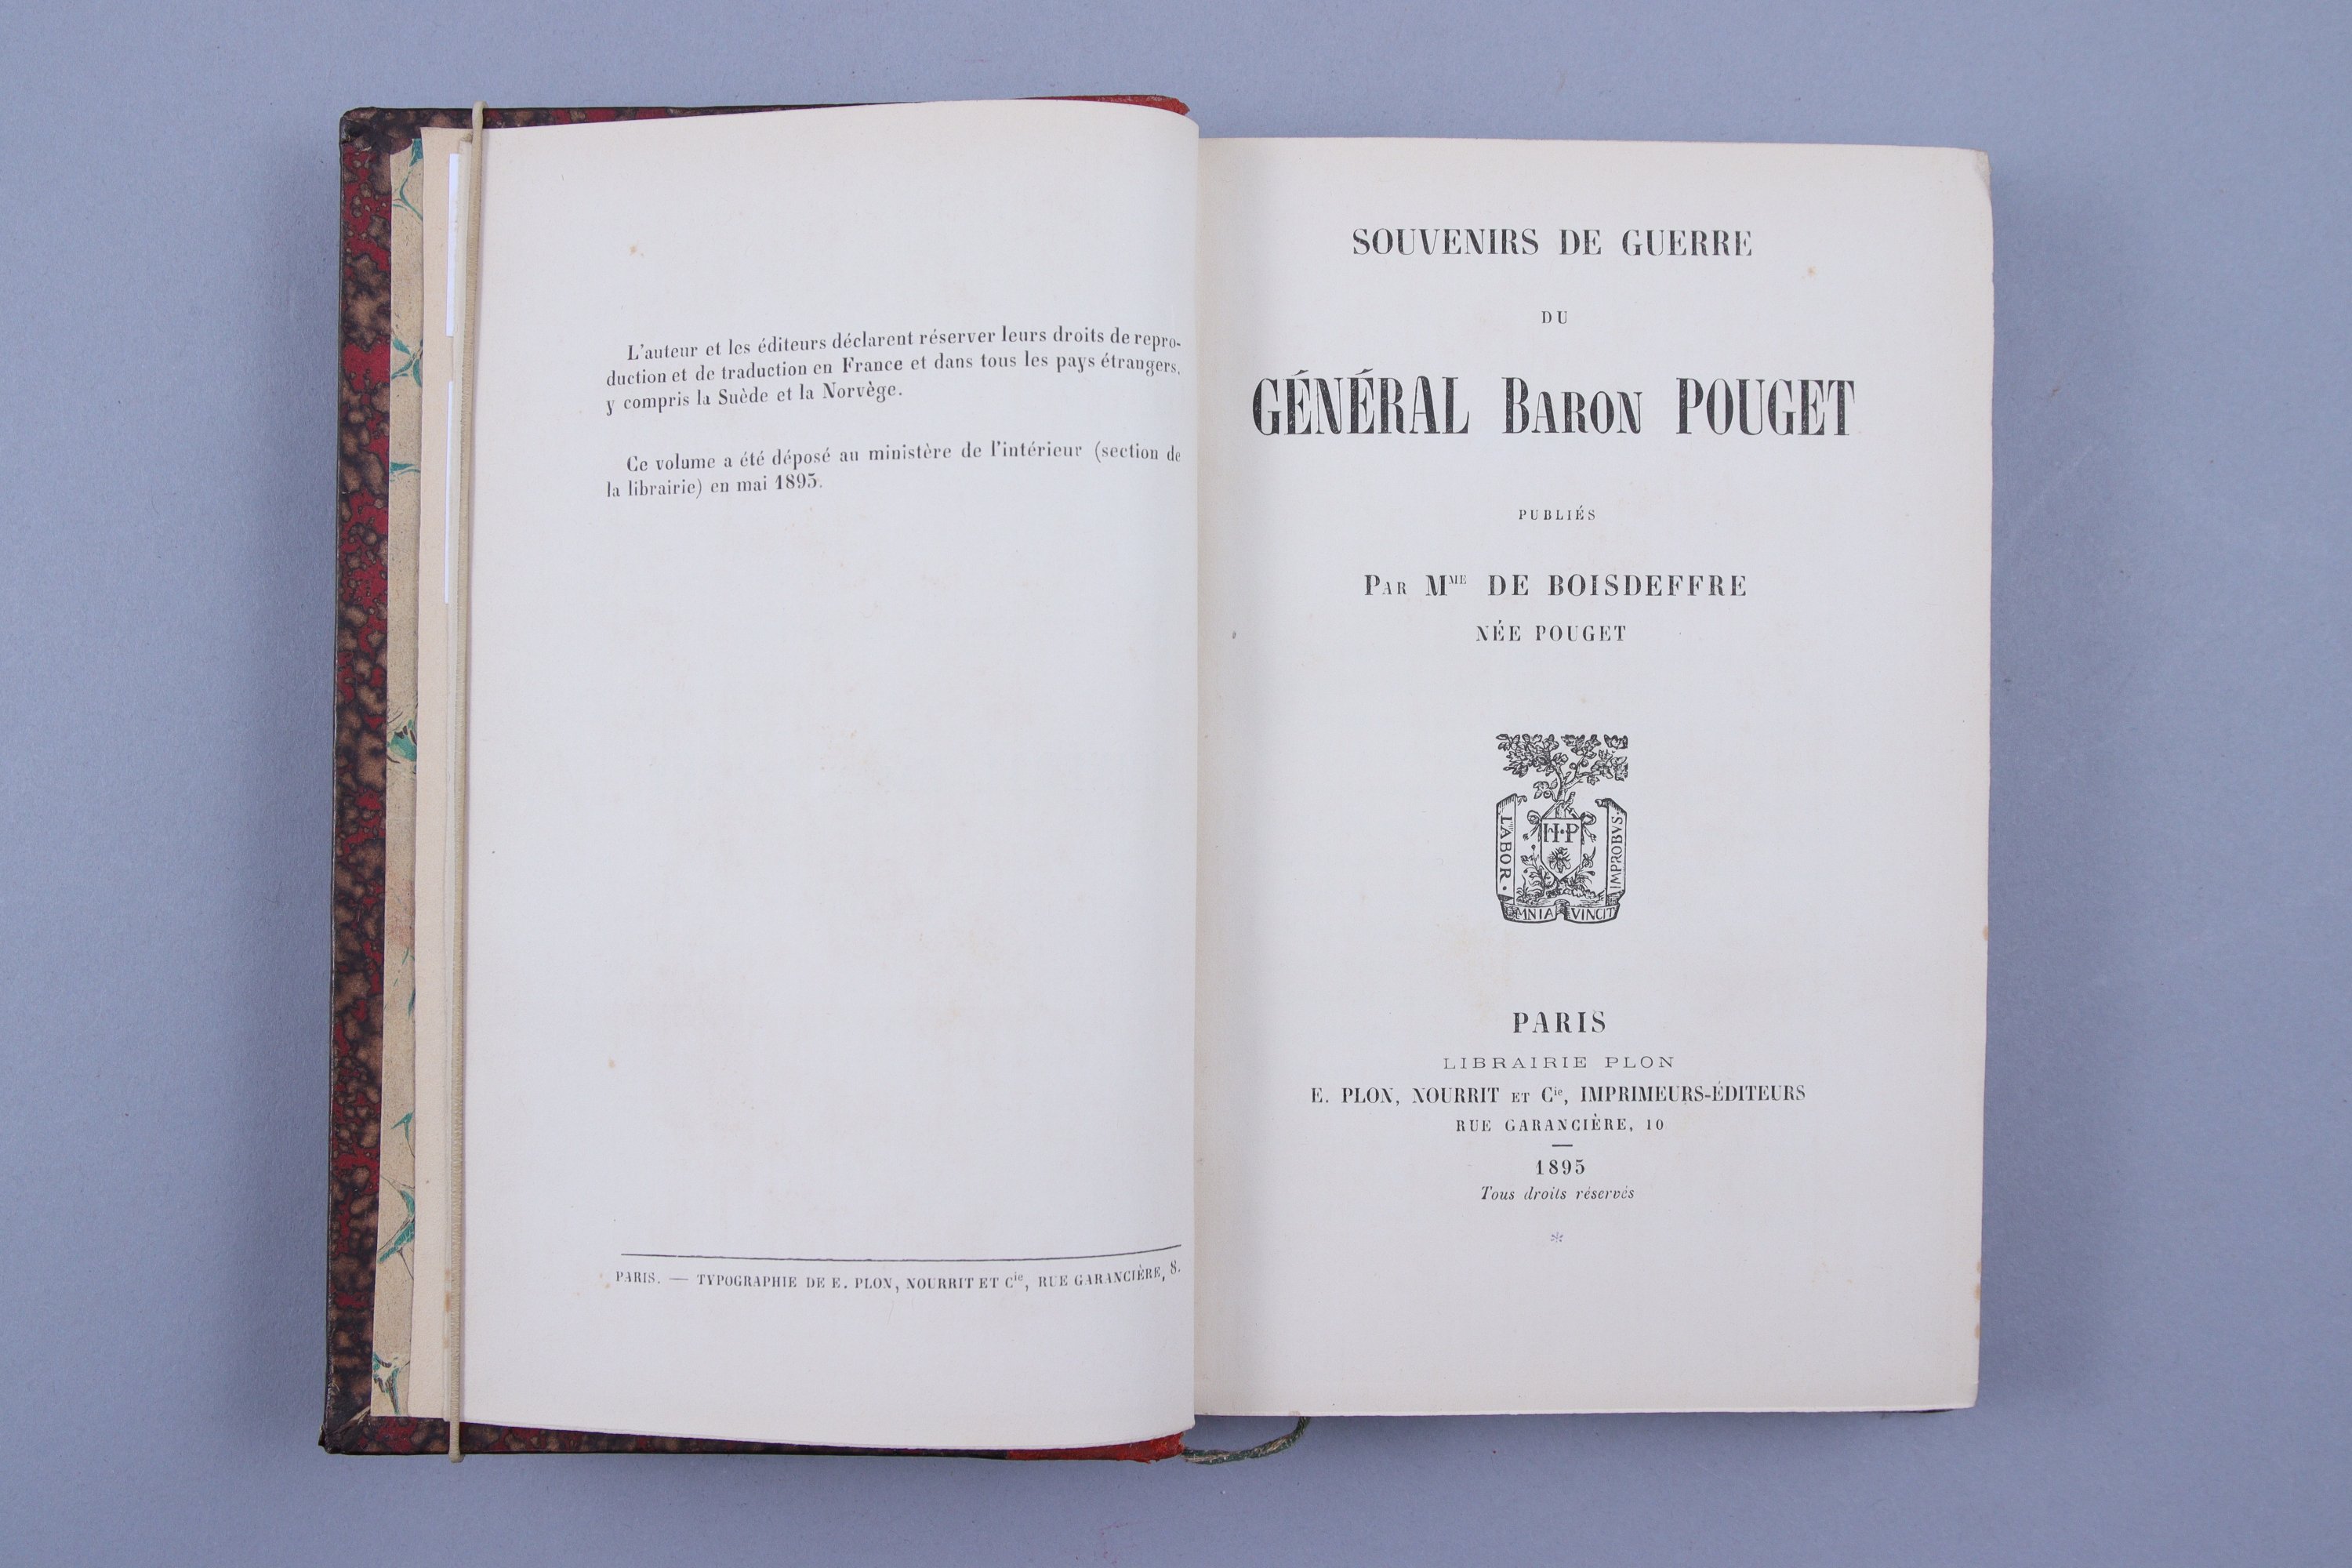 L'auteur et les éditeurs déclarent réserver leurs droits de repro-
duction et de traduction en France et dans tous les pays étrangers,
y compris la Suède et la Norvège.
Ce volume a été déposé au ministère de l'intérieur (section de
la librairie) en mai 1895.
PARIS. — TYPOGRAPHIE DE E. PLON, NOURRIT ET Cie, RUE GARANCIÈRE, 8.
SOUVENIRS DE GUERRE
DU
GÉNÉRAL BARON POUGET
PUBLIÉS
PAR MME DE BOISDEFFRE
NÉE POUGET
H·P
LABOR·
IMPROBVS·
OMNIA VINCIT
PARIS
LIBRAIRIE PLON
E. PLON, NOURRIT ET Cie, IMPRIMEURS-ÉDITEURS
RUE GARANCIÈRE, 10
1895
Tous droits réservés
*